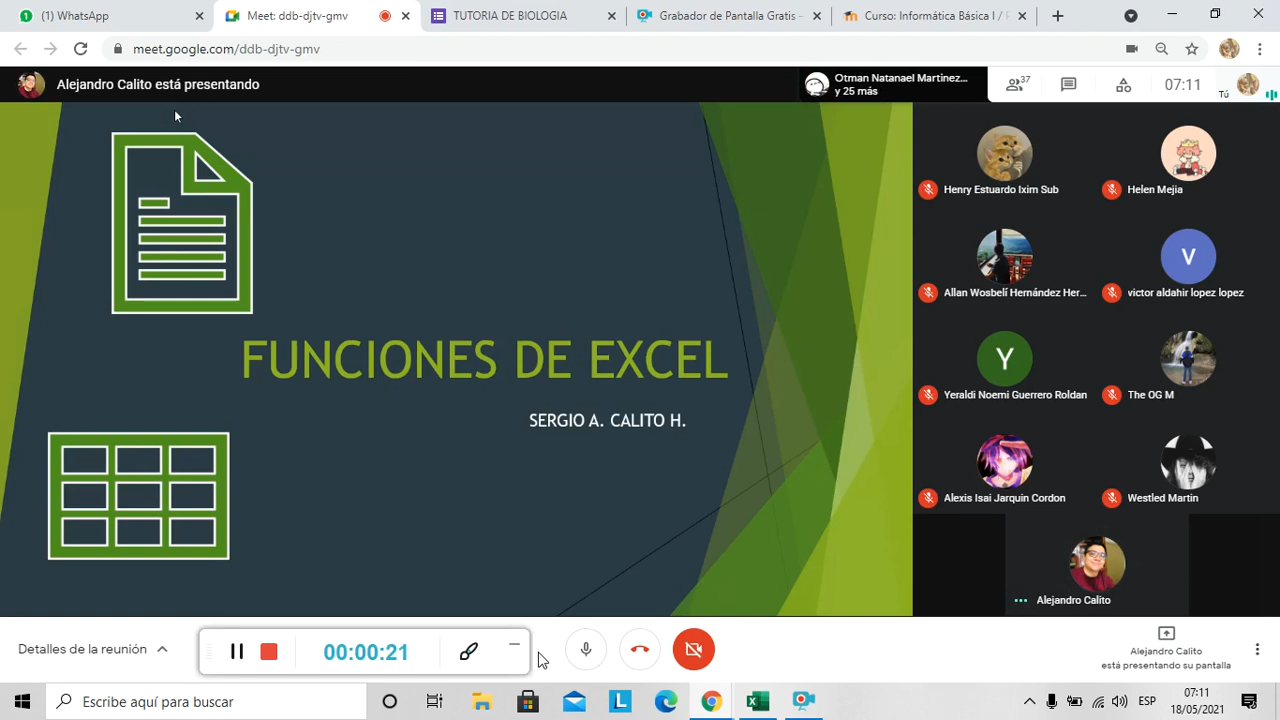 (1) WhatsApp
Meet: ddb-djtv-gmv
TUTORIA DE BIOLOGIA
Grabador de Pantalla Gratis –
Curso: Informática Básica I / E
meet.google.com/ddb-djtv-gmv
Alejandro Calito está presentando
Otman Natanael Martinez...
y 25 más
37
07:11
Tú
Henry Estuardo Ixim Sub
Helen Mejia
Allan Wosbelí Hernández Her...
V
victor aldahir lopez lopez
Y
Yeraldi Noemi Guerrero Roldan
The OG M
Alexis Isai Jarquin Cordon
Westled Martin
Alejandro Calito
FUNCIONES DE EXCEL
SERGIO A. CALITO H.
Detalles de la reunión
00:00:21
Alejandro Calito
está presentando su pantalla
Escribe aquí para buscar
L
ESP
07:11
18/05/2021